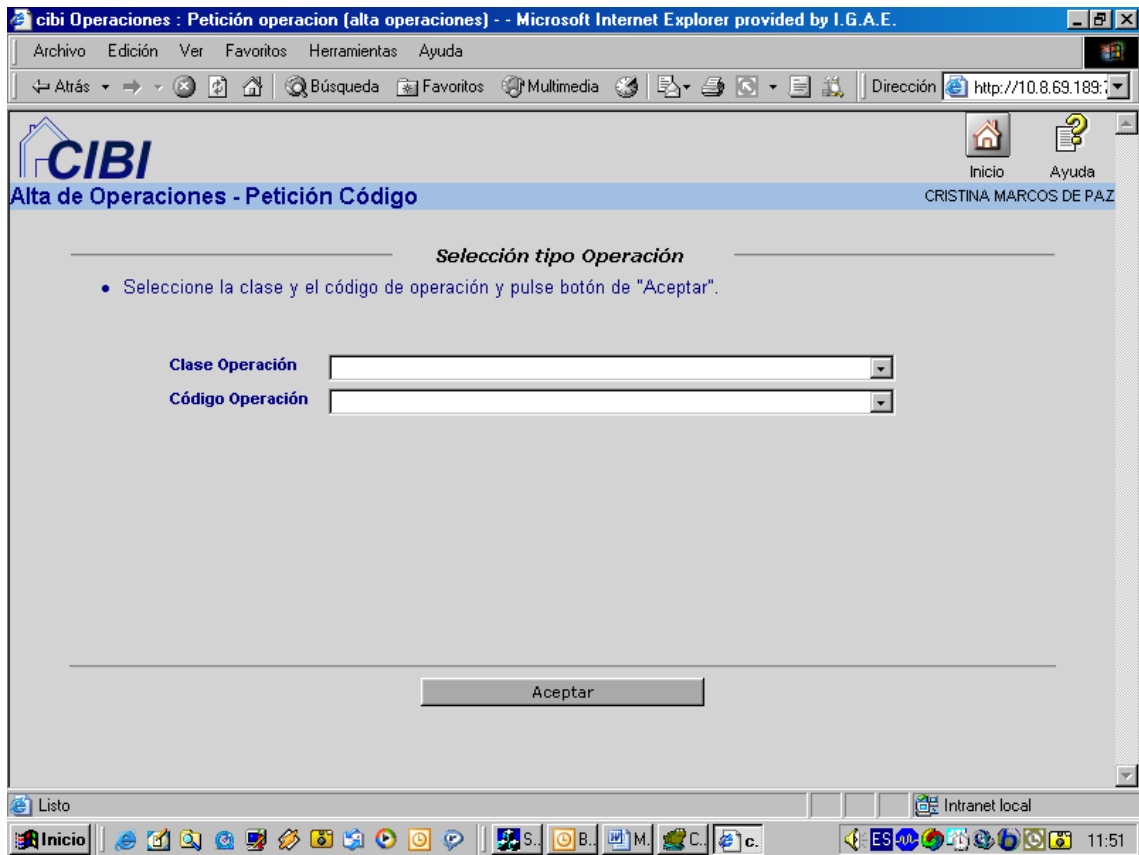 cibi Operaciones : Petición operacion (alta operaciones) - - Microsoft Internet Explorer provided by I.G.A.E.
Archivo Edición Ver Favoritos Herramientas Ayuda
Atrás Búsqueda Favoritos Multimedia Dirección http://10.8.69.189:
CIBI
Inicio Ayuda
Alta de Operaciones - Petición Código CRISTINA MARCOS DE PAZ
Selección tipo Operación
• Seleccione la clase y el código de operación y pulse botón de "Aceptar".
Clase Operación
Código Operación
Aceptar
Listo Intranet local
Inicio S.. B.. M. C.. c. ES 11:51